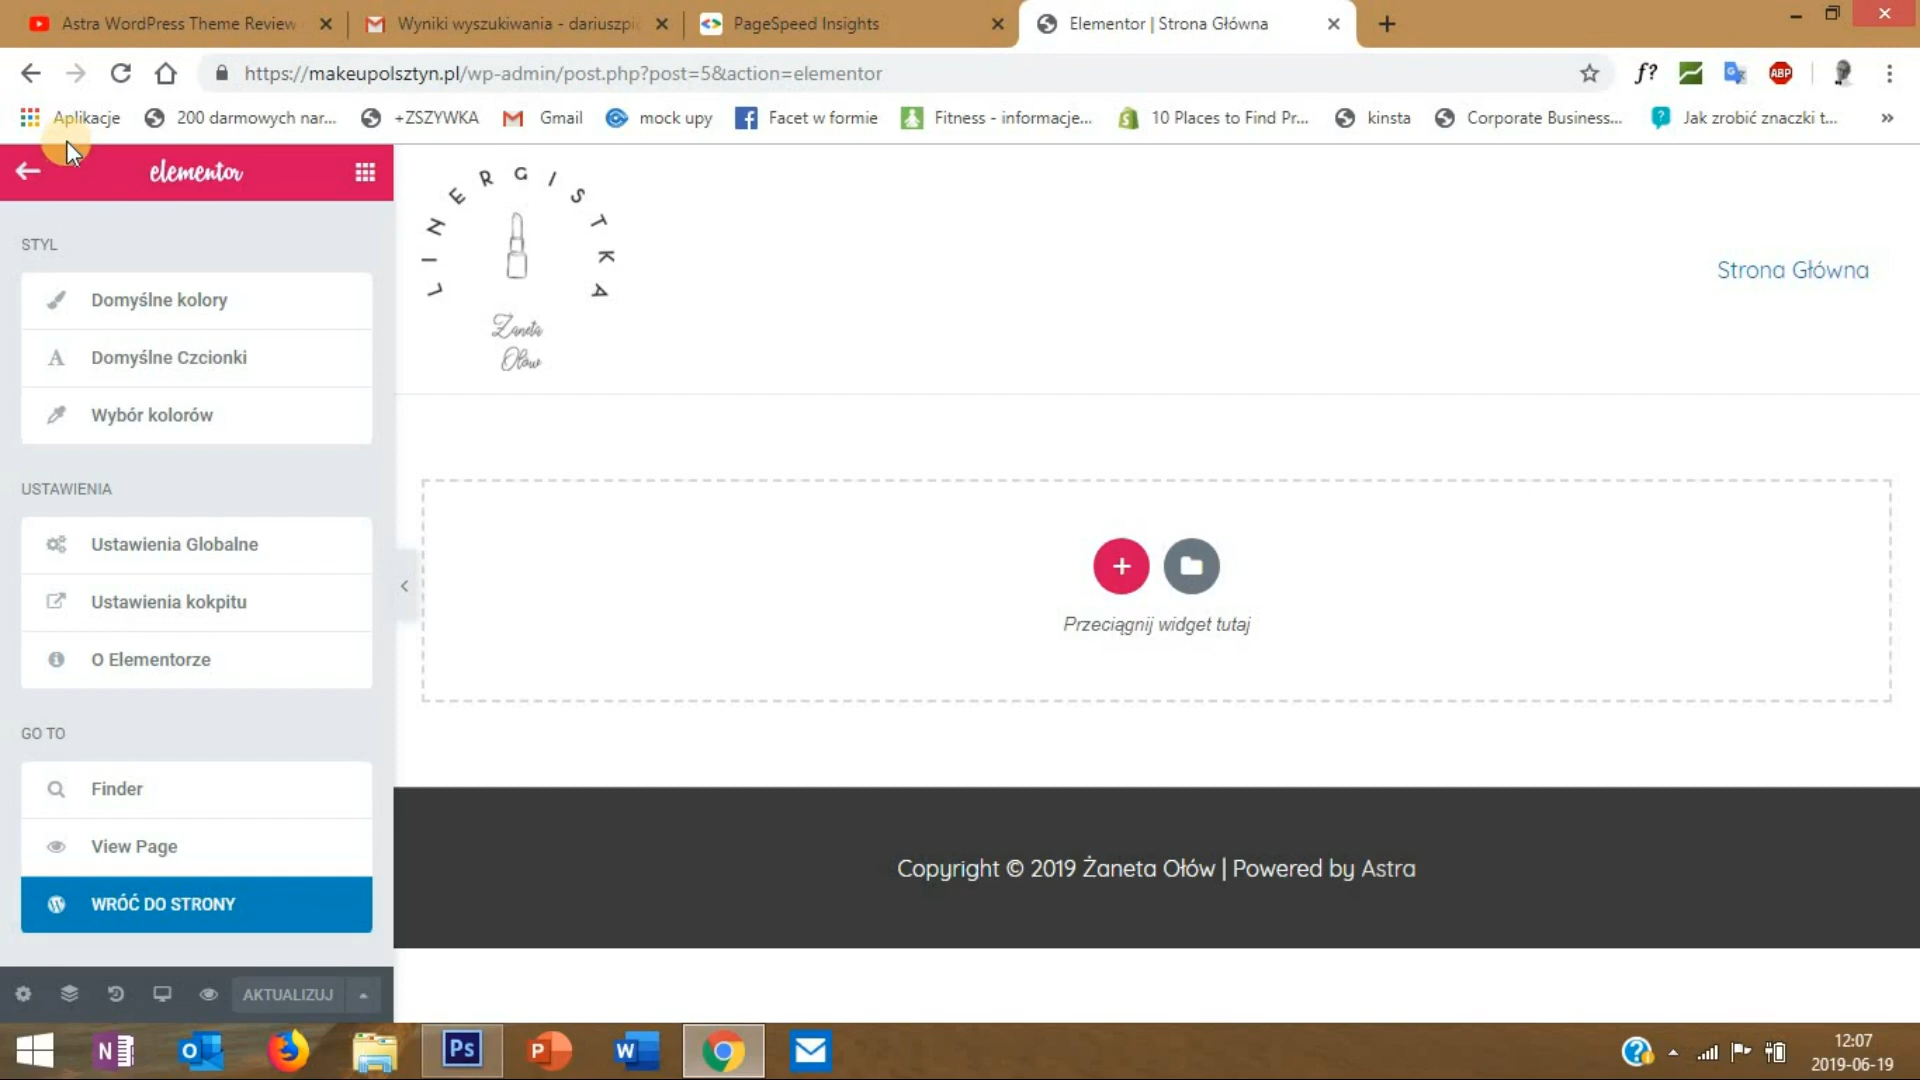 Astra WordPress Theme Review
Wyniki wyszukiwania - dariuszpi
PageSpeed Insights
Elementor | Strona Główna
https://makeupolsztyn.pl/wp-admin/post.php?post=5&action=elementor
f?
ABP
Aplikacje
200 darmowych nar...
+ZSZYWKA
Gmail
mock upy
Facet w formie
Fitness - informacje...
10 Places to Find Pr...
kinsta
Corporate Business...
Jak zrobić znaczki t...
»
elementor
STYL
Domyślne kolory
Domyślne Czcionki
Wybór kolorów
USTAWIENIA
Ustawienia Globalne
Ustawienia kokpitu
O Elementorze
GO TO
Finder
View Page
WRÓĆ DO STRONY
AKTUALIZUJ
LINERGISTKA
Żaneta
Ołów
Strona Główna
Przeciągnij widget tutaj
Copyright © 2019 Żaneta Ołów | Powered by Astra
12:07
2019-06-19